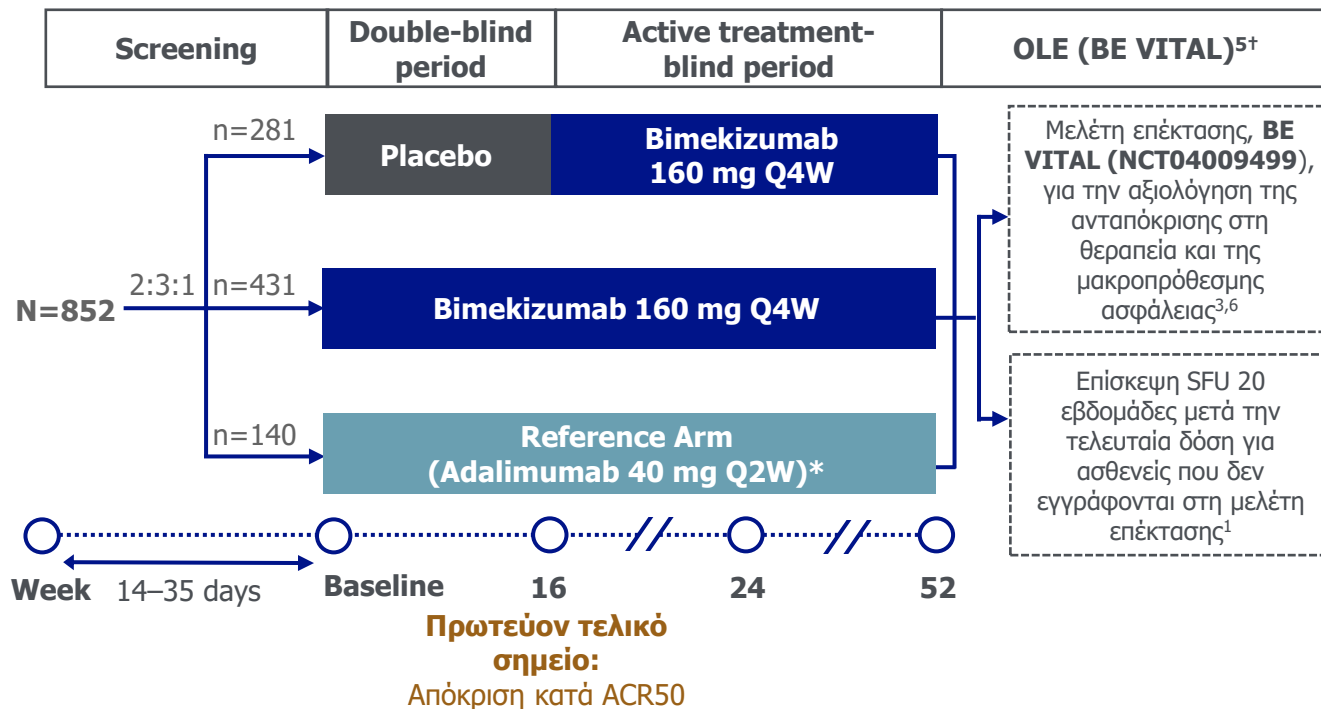 Screening
Double-blind
period
Active treatment-
blind period
OLE (BE VITAL)5†
n=281
Placebo
Bimekizumab
160 mg Q4W
N=852
2:3:1
n=431
Bimekizumab 160 mg Q4W
n=140
Reference Arm
(Adalimumab 40 mg Q2W)*
Μελέτη επέκτασης, BE
VITAL (NCT04009499),
για την αξιολόγηση της
ανταπόκρισης στη
θεραπεία και της
μακροπρόθεσμης
ασφάλειας3,6
Επίσκεψη SFU 20
εβδομάδες μετά την
τελευταία δόση για
ασθενείς που δεν
εγγράφονται στη μελέτη
επέκτασης1
Week
14–35 days
Baseline
16
24
52
Πρωτεύον τελικό
σημείο:
Απόκριση κατά ACR50